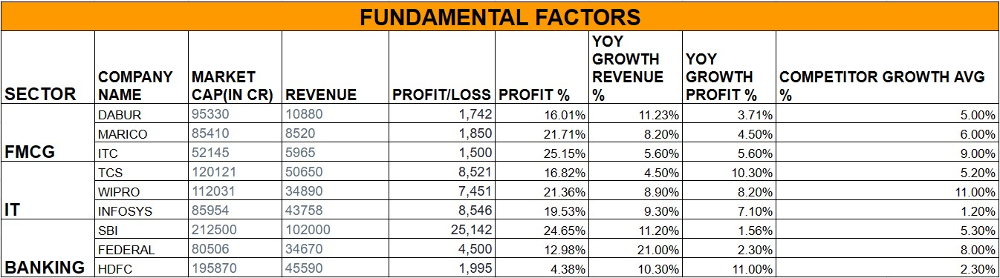 FUNDAMENTAL FACTORS
SECTOR COMPANY NAME MARKET CAP(IN CR) REVENUE PROFIT/LOSS PROFIT % YOY GROWTH REVENUE % YOY GROWTH PROFIT % COMPETITOR GROWTH AVG %
FMCG DABUR 95330 10880 1,742 16.01% 11.23% 3.71% 5.00%
MARICO 85410 8520 1,850 21.71% 8.20% 4.50% 6.00%
ITC 52145 5965 1,500 25.15% 5.60% 5.60% 9.00%
IT TCS 120121 50650 8,521 16.82% 4.50% 10.30% 5.20%
WIPRO 112031 34890 7,451 21.36% 8.90% 8.20% 11.00%
INFOSYS 85954 43758 8,546 19.53% 9.30% 7.10% 1.20%
BANKING SBI 212500 102000 25,142 24.65% 11.20% 1.56% 5.30%
FEDERAL 80506 34670 4,500 12.98% 21.00% 2.30% 8.00%
HDFC 195870 45590 1,995 4.38% 10.30% 11.00% 2.30%